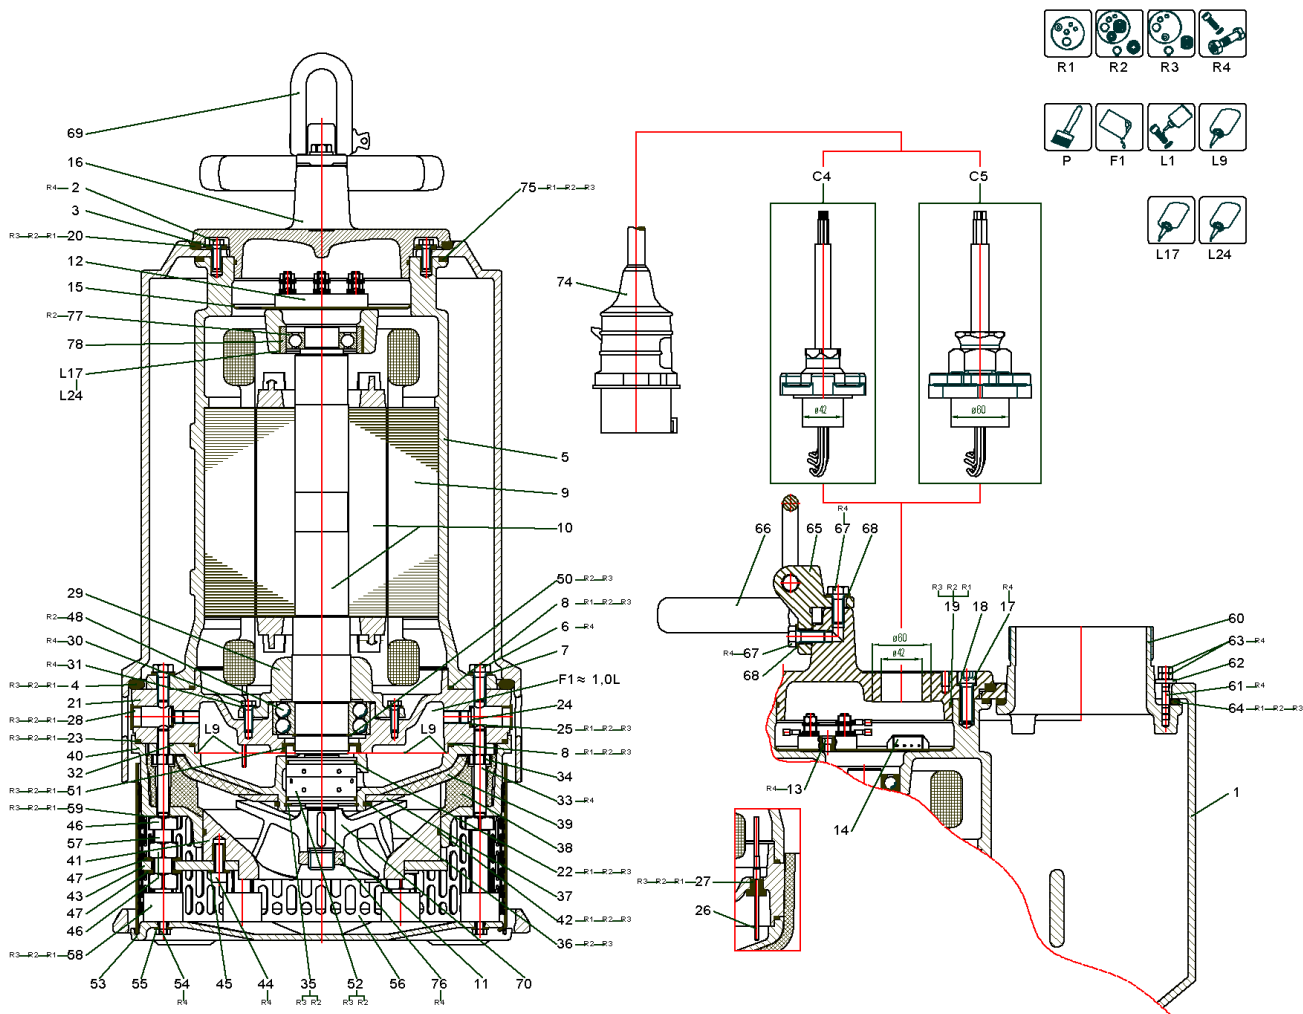 R1 R2 R3 R4
P F1 L1 L9
L17 L24
69
16
R4 2
3
R3 R2 R1 20
12
15
R2 77
78
L17
L24
75 R1 R2 R3
5
9
10
74
C4 C5
ø42 ø60
29
R2 48
R4 30
R4 31
R3 R2 R1 4
21
R3 R2 R1 28
R3 R2 R1 23
40
32
R3 R2 R1 51
R3 R2 R1 59
46
57
41
47
43
47
46
R3 R2 R1 58
L9 L9
50 R2 R3
8 R1 R2 R3
6 R4
7
F1≈ 1,0L
24
25 R1 R2 R3
8 R1 R2 R3
34
33 R4
39
38
22 R1 R2 R3
37
42 R1 R2 R3
36 R2 R3
53 55 54 45 44 35 52 56 76 11 70
R4 R4 R3 R2 R3 R2 R4
R4
66 65 67 68
R4 67
68
ø60
ø42
R3 R2 R1 R4
19 18 17
60
63 R4
62
61 R4
64 R1 R2 R3
R4 13
14
1
R3 R2 R1 27
26